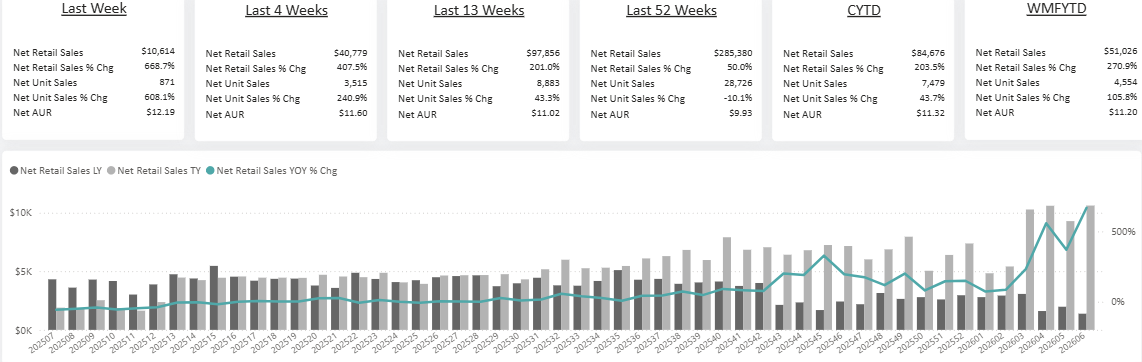 Last Week
Net Retail Sales $10,614
Net Retail Sales % Chg 668.7%
Net Unit Sales 871
Net Unit Sales % Chg 608.1%
Net AUR $12.19
Last 4 Weeks
Net Retail Sales $40,779
Net Retail Sales % Chg 407.5%
Net Unit Sales 3,515
Net Unit Sales % Chg 240.9%
Net AUR $11.60
Last 13 Weeks
Net Retail Sales $97,856
Net Retail Sales % Chg 201.0%
Net Unit Sales 8,883
Net Unit Sales % Chg 43.3%
Net AUR $11.02
Last 52 Weeks
Net Retail Sales $285,380
Net Retail Sales % Chg 50.0%
Net Unit Sales 28,726
Net Unit Sales % Chg -10.1%
Net AUR $9.93
CYTD
Net Retail Sales $84,676
Net Retail Sales % Chg 203.5%
Net Unit Sales 7,479
Net Unit Sales % Chg 43.7%
Net AUR $11.32
WMFYTD
Net Retail Sales $51,026
Net Retail Sales % Chg 270.9%
Net Unit Sales 4,554
Net Unit Sales % Chg 105.8%
Net AUR $11.20
Net Retail Sales LY Net Retail Sales TY Net Retail Sales YOY % Chg
$10K
$5K
$0K
500%
0%
202507 202508 202509 202510 202511 202512 202513 202514 202515 202516 202517 202518 202519 202520 202521 202522 202523 202524 202525 202526 202527 202528 202529 202530 202531 202532 202533 202534 202535 202536 202537 202538 202539 202540 202541 202542 202543 202544 202545 202546 202547 202548 202549 202550 202551 202552 202601 202602 202603 202604 202605 202606